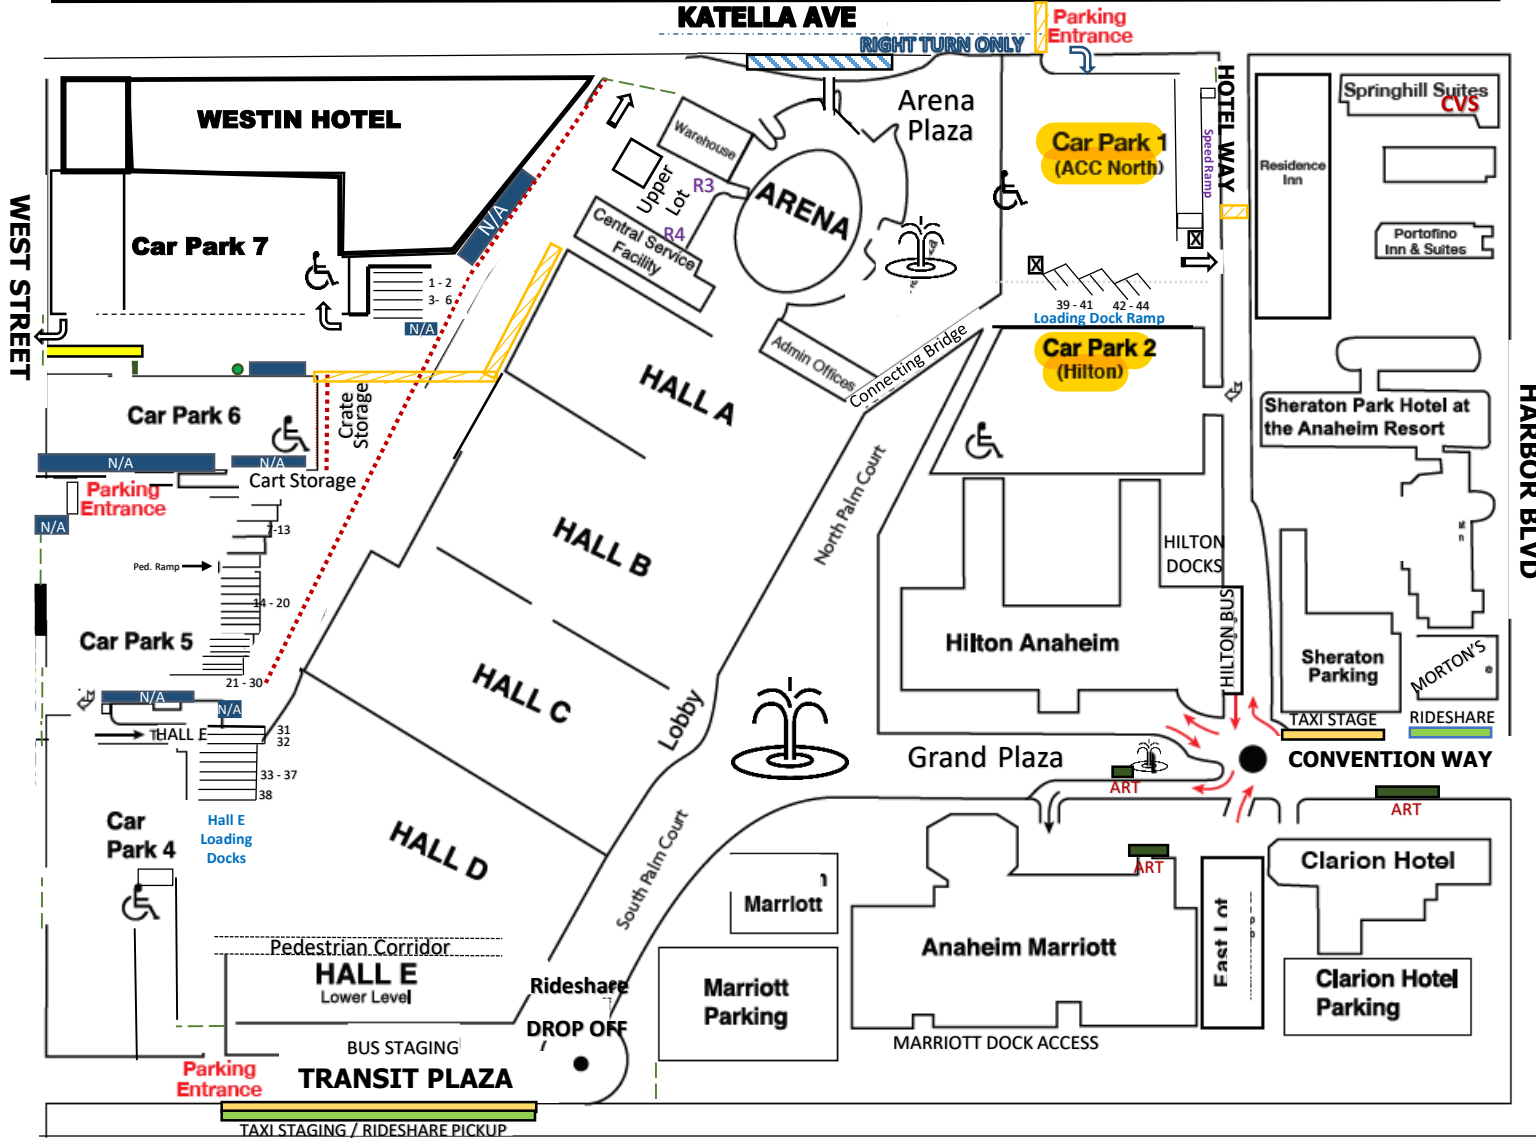 KATELLA AVE
RIGHT TURN ONLY
Parking
Entrance
WESTIN HOTEL
Arena
Plaza
Car Park 1
(ACC North)
HOTEL WAY
Speed Ramp
Springhill Suites
CVS
Residence
Inn
Portofino
Inn & Suites
Warehouse
Upper
Lot
R3
R4
ARENA
Central Service
Facility
N/A
Car Park 7
WEST STREET
1 - 2
3- 6
N/A
39 - 41
42 - 44
Loading Dock Ramp
Car Park 2
(Hilton)
Admin Offices
Connecting Bridge
HALL A
Sheraton Park Hotel at
the Anaheim Resort
HARBOR BLVD
Car Park 6
Crate
Storage
N/A
N/A
Cart Storage
Parking
Entrance
N/A
7-13
Ped. Ramp
14 - 20
HALL B
North Palm Court
HILTON
DOCKS
HILTON BUS
Car Park 5
21 - 30
N/A
N/A
HALL E
31
32
33 - 37
38
HALL C
Lobby
Hilton Anaheim
Sheraton
Parking
MORTON'S
TAXI STAGE
RIDESHARE
Grand Plaza
CONVENTION WAY
ART
ART
ART
Car
Park 4
Hall E
Loading
Docks
HALL D
South Palm Court
Marriott
Anaheim Marriott
East Lot
Clarion Hotel
Clarion Hotel
Parking
Pedestrian Corridor
HALL E
Lower Level
Rideshare
DROP OFF
Marriott
Parking
MARRIOTT DOCK ACCESS
BUS STAGING
Parking
Entrance
TRANSIT PLAZA
TAXI STAGING / RIDESHARE PICKUP